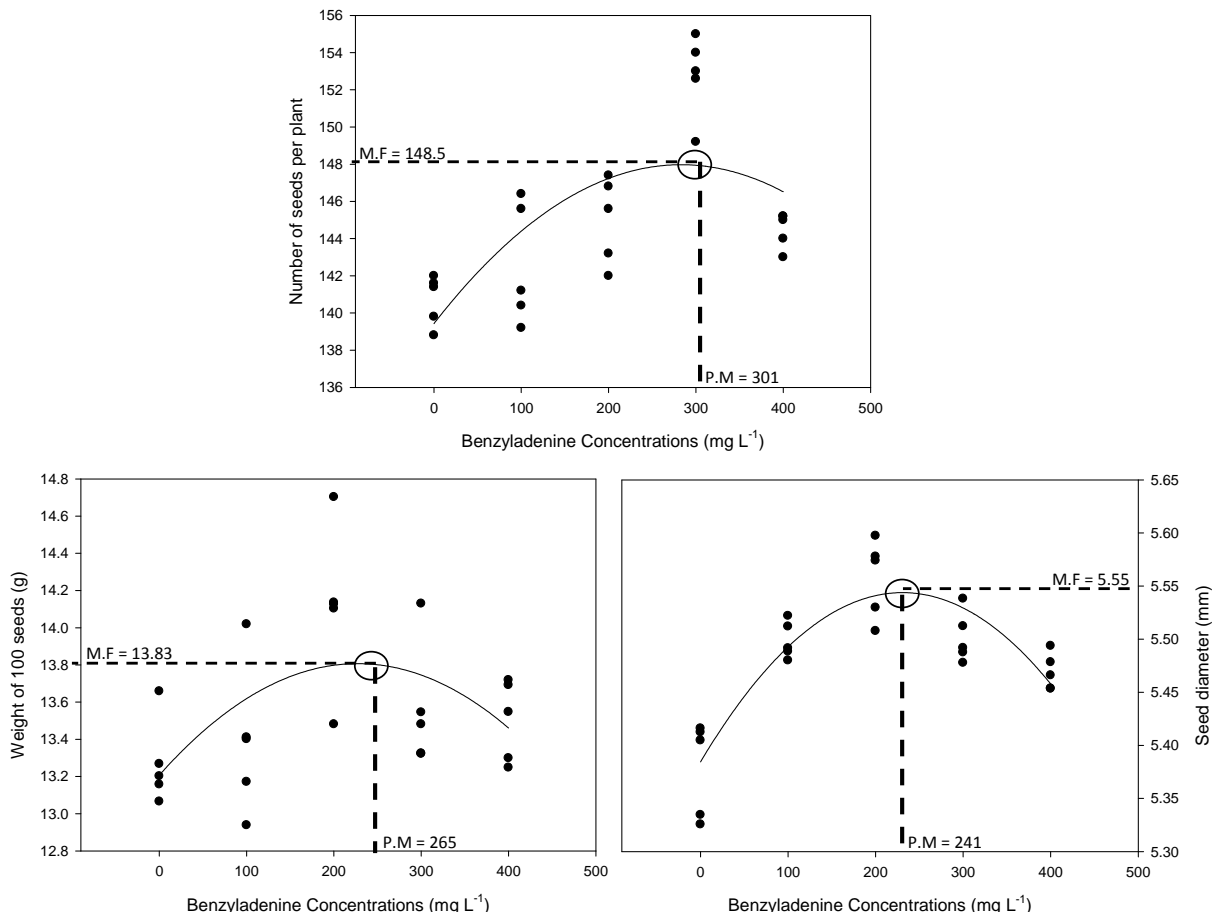 156
154
152
150
148
146
144
142
140
138
136
Number of seeds per plant
M.F = 148.5
P.M = 301
0 100 200 300 400 500
Benzyladenine Concentrations (mg L⁻¹)
14.8
14.6
14.4
14.2
14.0
13.8
13.6
13.4
13.2
13.0
12.8
Weight of 100 seeds (g)
M.F = 13.83
P.M = 265
0 100 200 300 400 500
Benzyladenine Concentrations (mg L⁻¹)
5.65
5.60
5.55
5.50
5.45
5.40
5.35
5.30
Seed diameter (mm)
M.F = 5.55
P.M = 241
0 100 200 300 400 500
Benzyladenine Concentrations (mg L⁻¹)